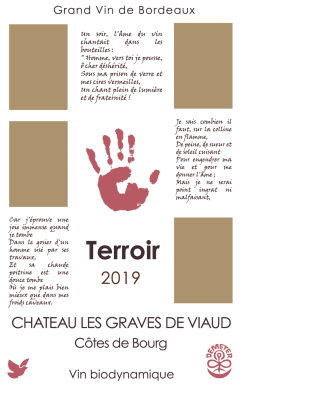 Grand Vin de Bordeaux
Un soir, l'âme du vin
chantait dans les
bouteilles :
" Homme, vers toi je pousse,
ô cher déshérité,
Sous ma prison de verre et
mes cires vermeilles,
Un chant plein de lumière
et de fraternité !
Je sais combien il
faut, sur la colline
en flamme,
De peine, de sueur et
de soleil cuisant
Pour engendrer ma
vie et pour me
donner l'âme ;
Mais je ne serai
point ingrat ni
malfaisant,
Car j'éprouve une
joie immense quand
je tombe
Dans le gosier d'un
homme usé par ses
travaux,
Et sa chaude
poitrine est une
douce tombe
Où je me plais bien
mieux que dans mes
froids caveaux.
Terroir
2019
CHATEAU LES GRAVES DE VIAUD
Côtes de Bourg
DEMETER
Vin biodynamique